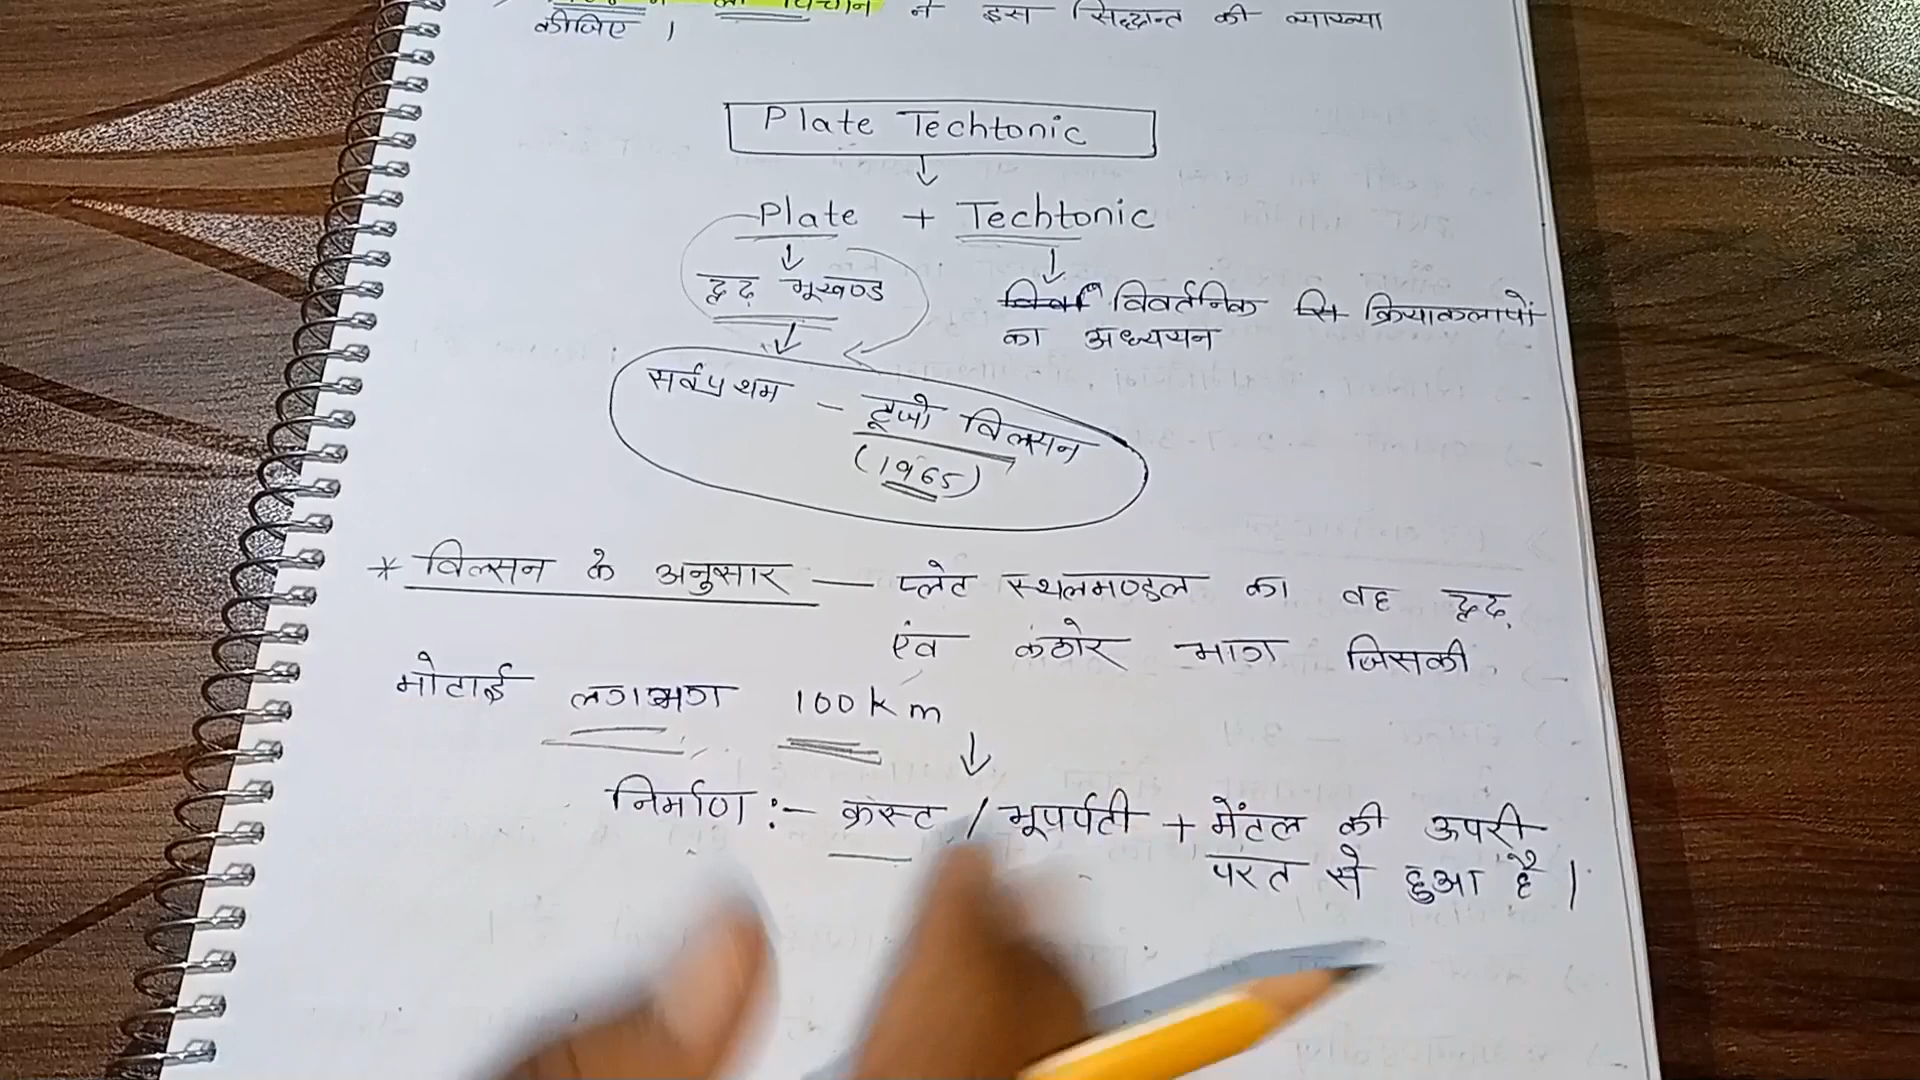 ने इस सिद्धान्त की व्याख्या
कीजिए ।
Plate Techtonic
Plate + Techtonic
दृढ़ भूखण्ड
विवर्तनिक क्रियाकलापों
का अध्ययन
सर्वप्रथम - टूजो विल्सन
(1965)
* विल्सन के अनुसार — प्लेट स्थलमण्डल का वह दृढ़
एंव कठोर भाग जिसकी
मोटाई लगभग 100 km
निर्माण :- क्रस्ट / भूपर्पटी + मेंटल की ऊपरी
परत से हुआ है ।